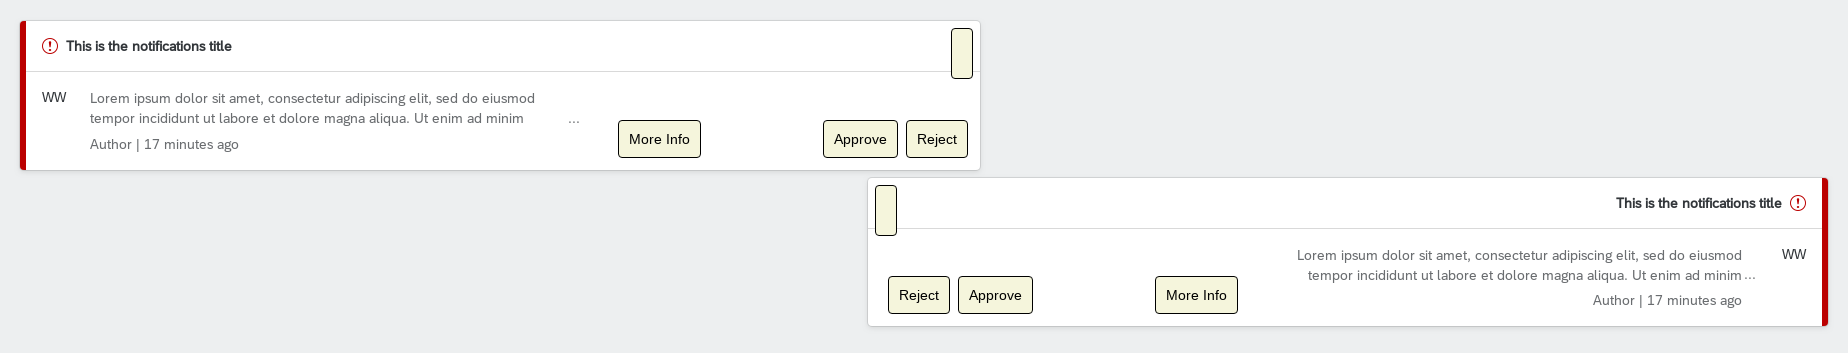 This is the notifications title
WW
Lorem ipsum dolor sit amet, consectetur adipiscing elit, sed do eiusmod
tempor incididunt ut labore et dolore magna aliqua. Ut enim ad minim ...
Author | 17 minutes ago
More Info
Approve
Reject
This is the notifications title
WW
Lorem ipsum dolor sit amet, consectetur adipiscing elit, sed do eiusmod
tempor incididunt ut labore et dolore magna aliqua. Ut enim ad minim ...
Author | 17 minutes ago
Reject
Approve
More Info